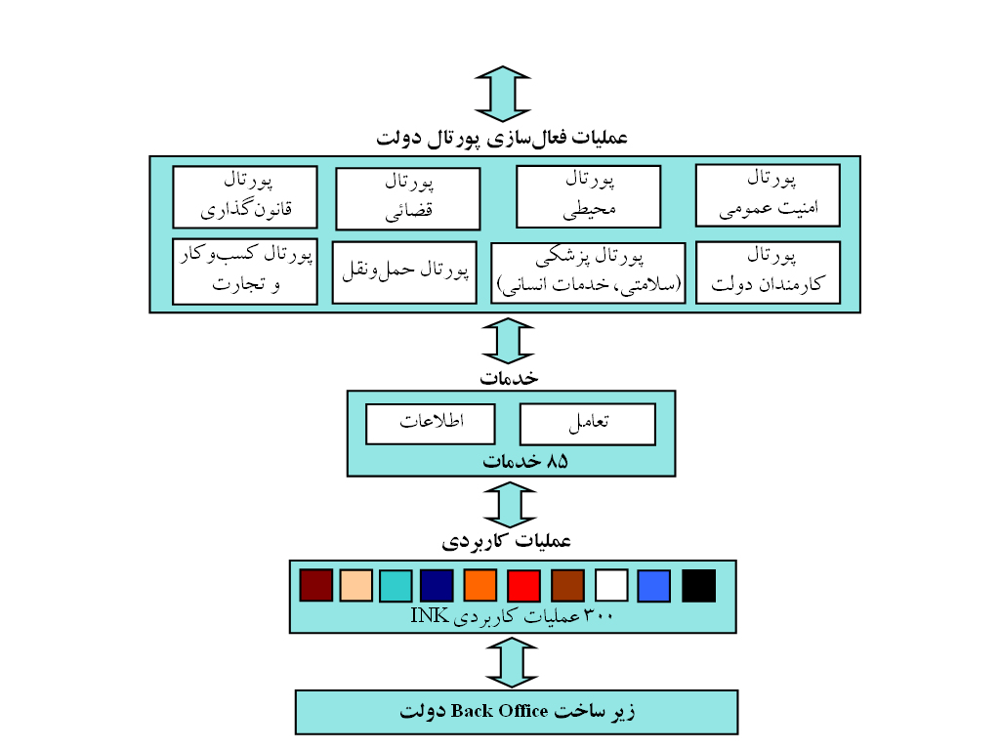 عملیات فعال‌سازی پورتال دولت
پورتال
امنیت عمومی
پورتال
محیطی
پورتال
قضائی
پورتال
قانون‌گذاری
پورتال
کارمندان دولت
پورتال پزشکی
(سلامتی، خدمات انسانی)
پورتال حمل‌ونقل
پورتال کسب‌وکار
و تجارت
خدمات
تعامل
اطلاعات
۸۵ خدمات
عملیات کاربردی
۳۰۰ عملیات کاربردی INK
زیر ساخت Back Office دولت